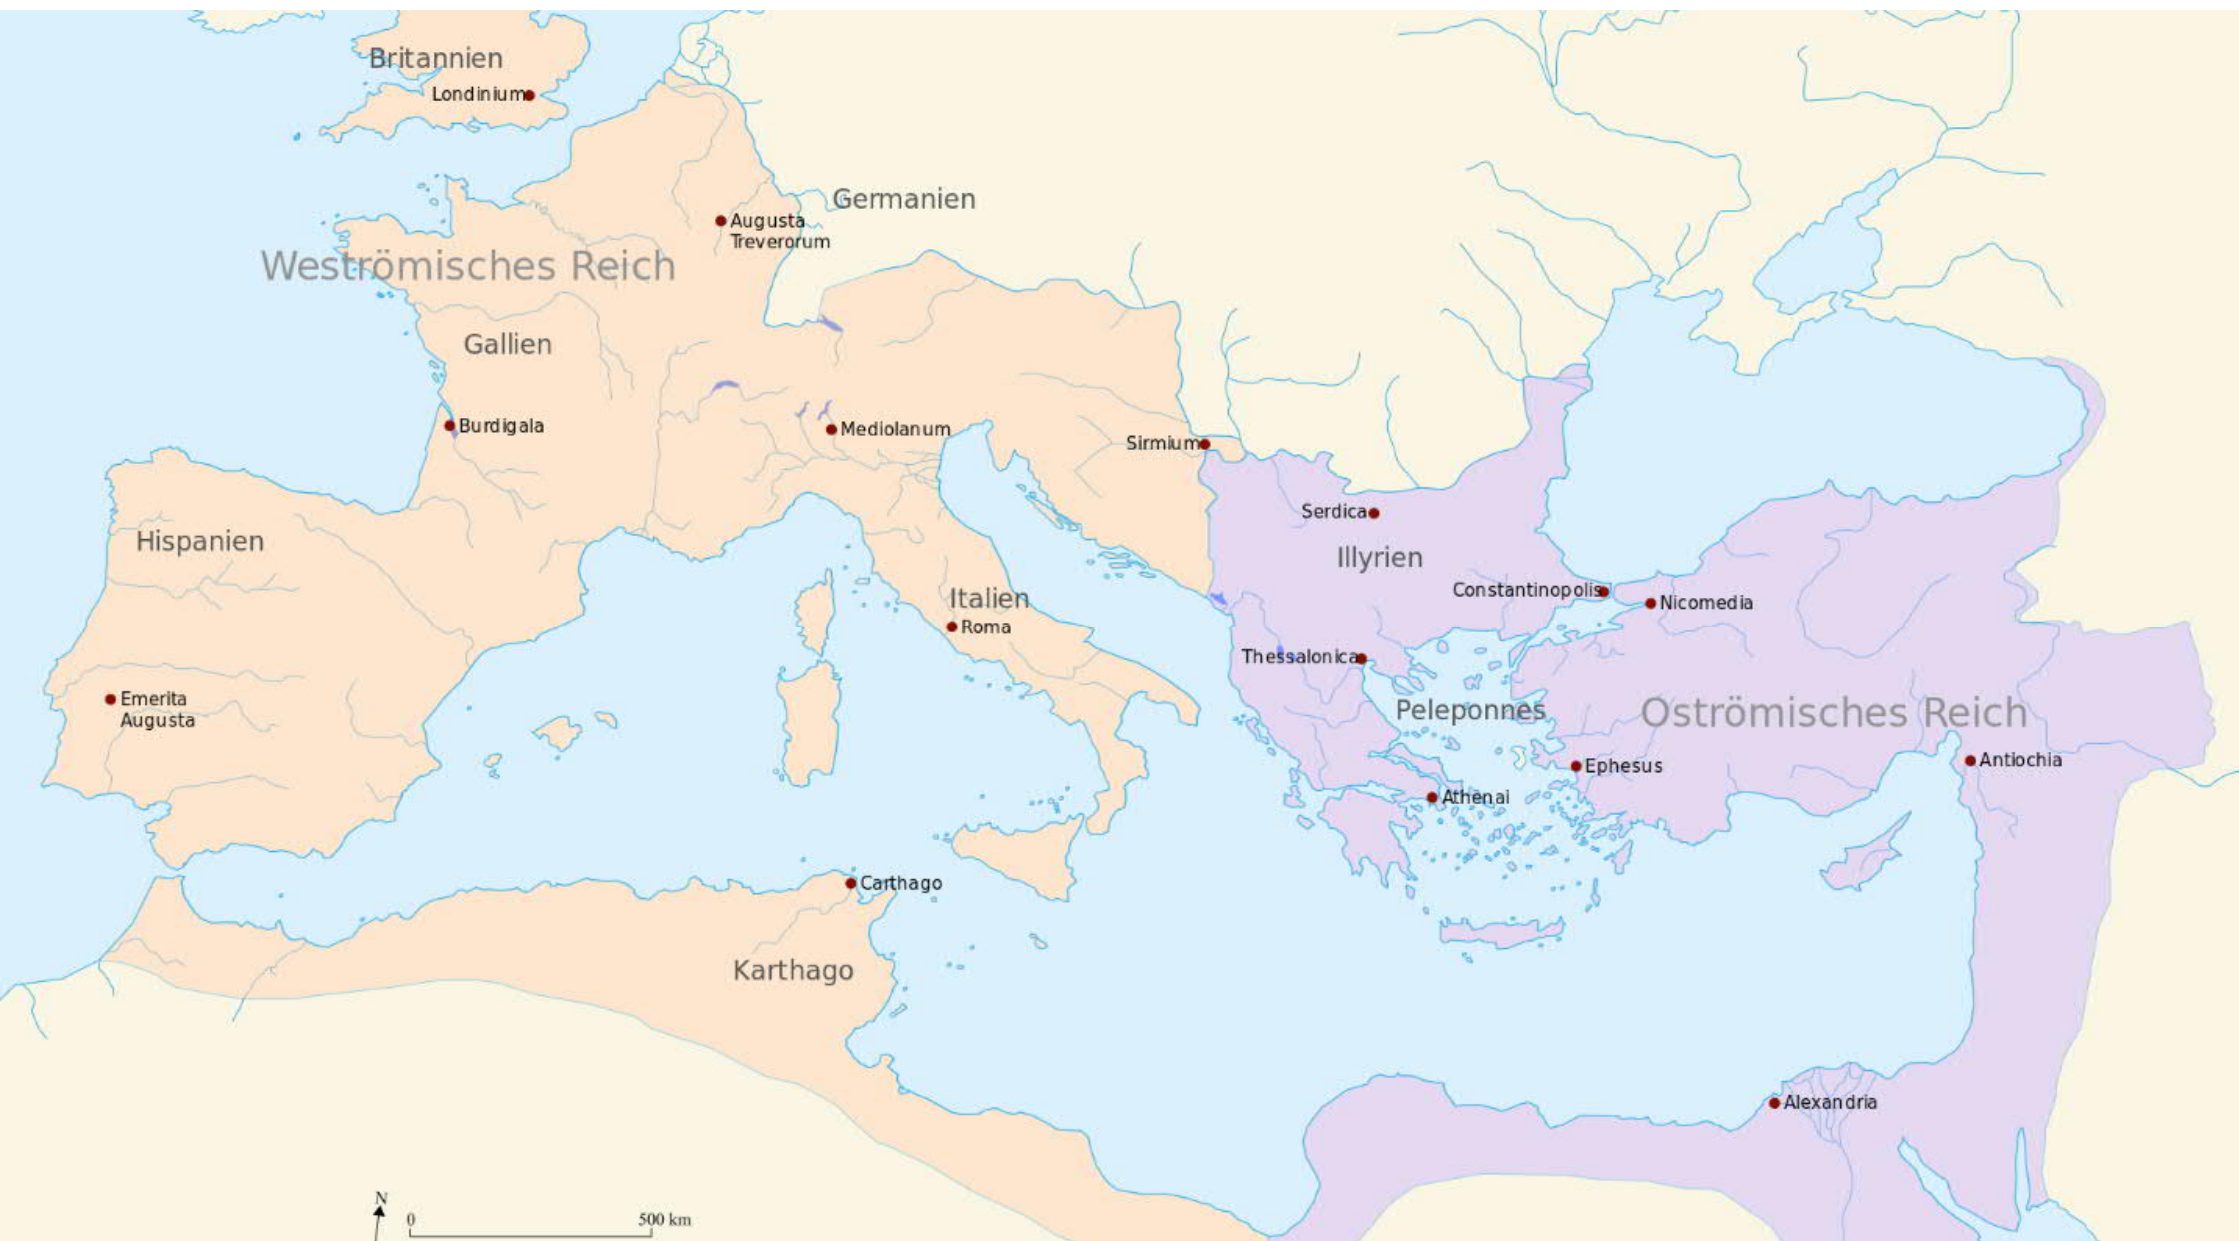 Britannien
Londinium
Germanien
Augusta
Treverorum
Weströmisches Reich
Gallien
Burdigala
Mediolanum
Sirmium
Serdica
Hispanien
Illyrien
Constantinopolis
Nicomedia
Italien
Roma
Thessalonica
Emerita
Augusta
Peleponnes
Oströmisches Reich
Antiochia
Ephesus
Athenai
Carthago
Karthago
Alexandria
N
0 500 km